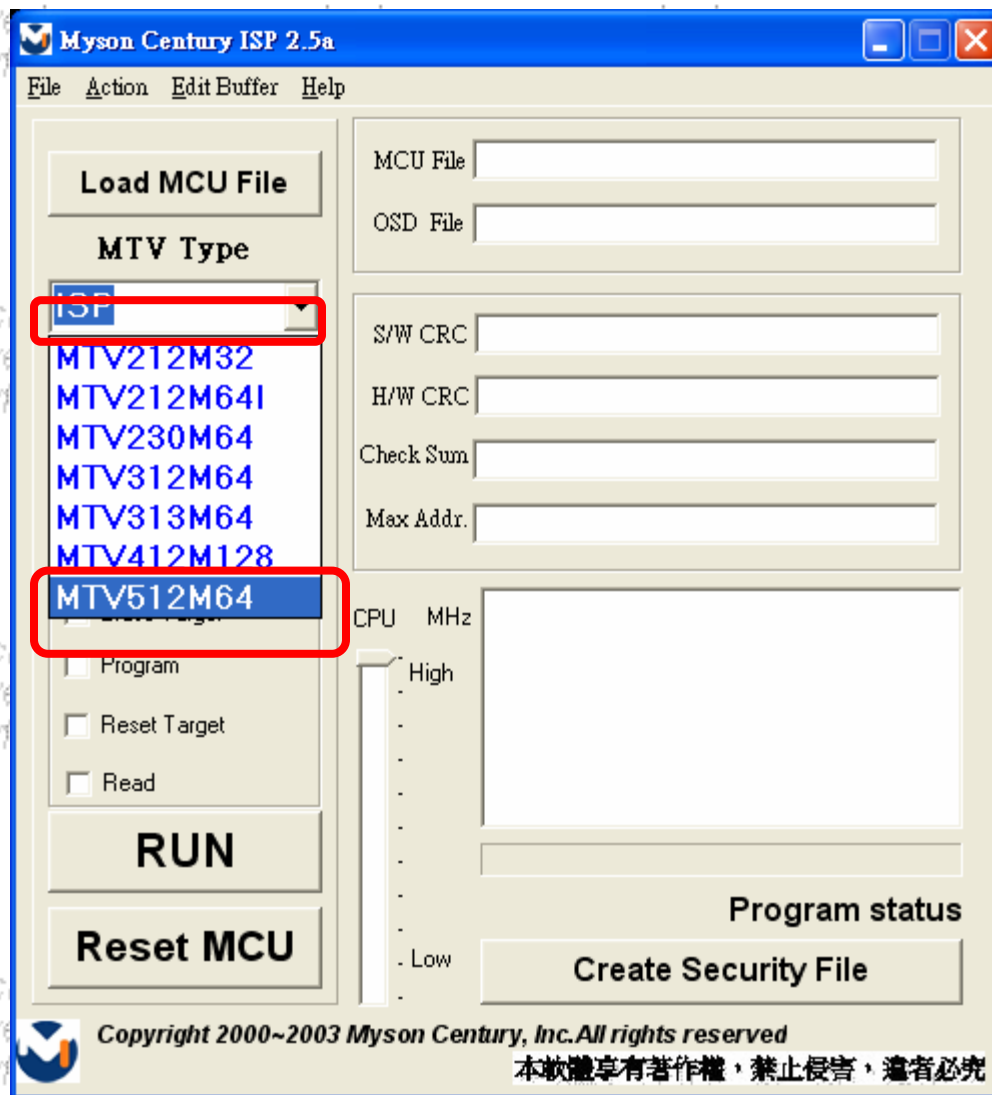 Myson Century ISP 2.5a
File Action Edit Buffer Help
Load MCU File
MTV Type
ISP
MTV212M32
MTV212M64I
MTV230M64
MTV312M64
MTV313M64
MTV412M128
MTV512M64
Program
Reset Target
Read
RUN
Reset MCU
MCU File
OSD File
S/W CRC
H/W CRC
Check Sum
Max Addr.
CPU MHz
High
Low
Program status
Create Security File
Copyright 2000~2003 Myson Century, Inc.All rights reserved
本軟體享有著作權，禁止侵害，違者必究